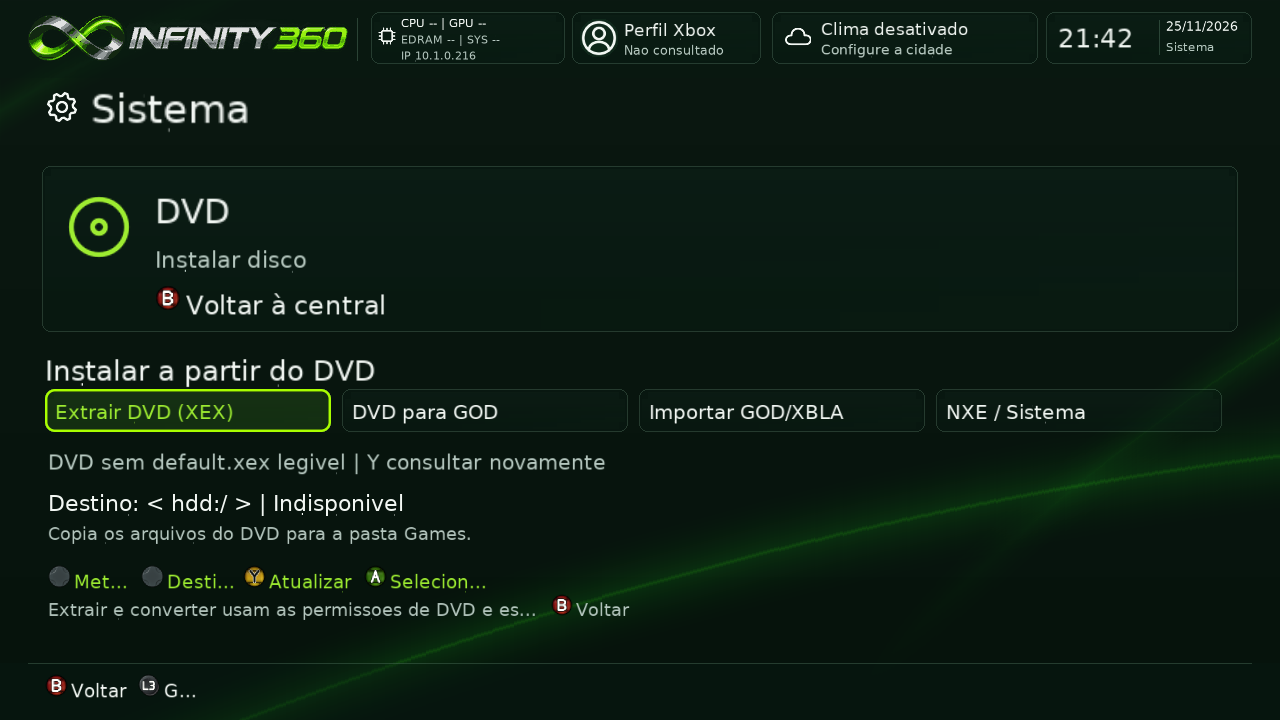 INFINITY 360
CPU -- | GPU --
EDRAM -- | SYS --
IP 10.1.0.216
Perfil Xbox
Nao consultado
Clima desativado
Configure a cidade
21:42
25/11/2026
Sistema
Sistema
DVD
Instalar disco
B Voltar à central
Instalar a partir do DVD
Extrair DVD (XEX)
DVD para GOD
Importar GOD/XBLA
NXE / Sistema
DVD sem default.xex legivel | Y consultar novamente
Destino: < hdd:/ > | Indisponivel
Copia os arquivos do DVD para a pasta Games.
Met... Desti... Y Atualizar A Selecion...
Extrair e converter usam as permissoes de DVD e es... B Voltar
B Voltar L3 G...